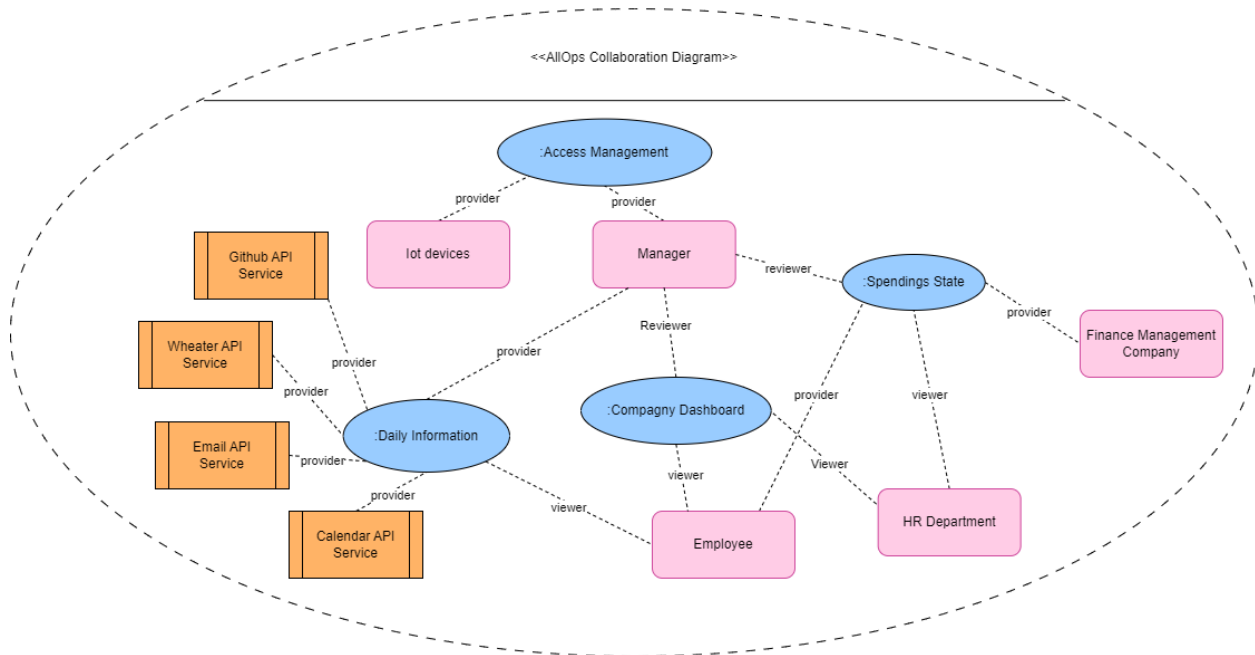 <<AllOps Collaboration Diagram>>
:Access Management
provider
provider
Iot devices
Manager
Github API
Service
reviewer
:Spendings State
provider
Reviewer
Finance Management
Company
Wheater API
Service
provider
provider
provider
provider
viewer
:Compagny Dashboard
:Daily Information
Email API
Service
provider
Viewer
viewer
provider
viewer
Calendar API
Service
Employee
HR Department